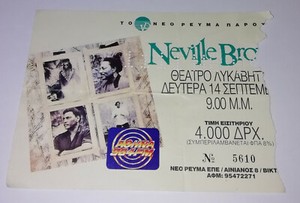 ΤΟ ΝΕΟ ΡΕΥΜΑ ΠΑΡΟΥ
Neville Bro
ΘΕΑΤΡΟ ΛΥΚΑΒΗΤ
ΔΕΥΤΕΡΑ 14 ΣΕΠΤΕΜ
9.00 Μ.Μ.
ΤΙΜΗ ΕΙΣΙΤΗΡΙΟΥ
4.000 ΔΡΧ.
(ΣΥΜΠΕΡΙΛΑΜΒΑΝΕΤΑΙ ΦΠΑ 8%)
№ 5610
ΝΕΟ ΡΕΥΜΑ ΕΠΕ / ΑΙΝΙΑΝΟΣ 8 / ΒΙΚΤ
ΑΦΜ: 95472271